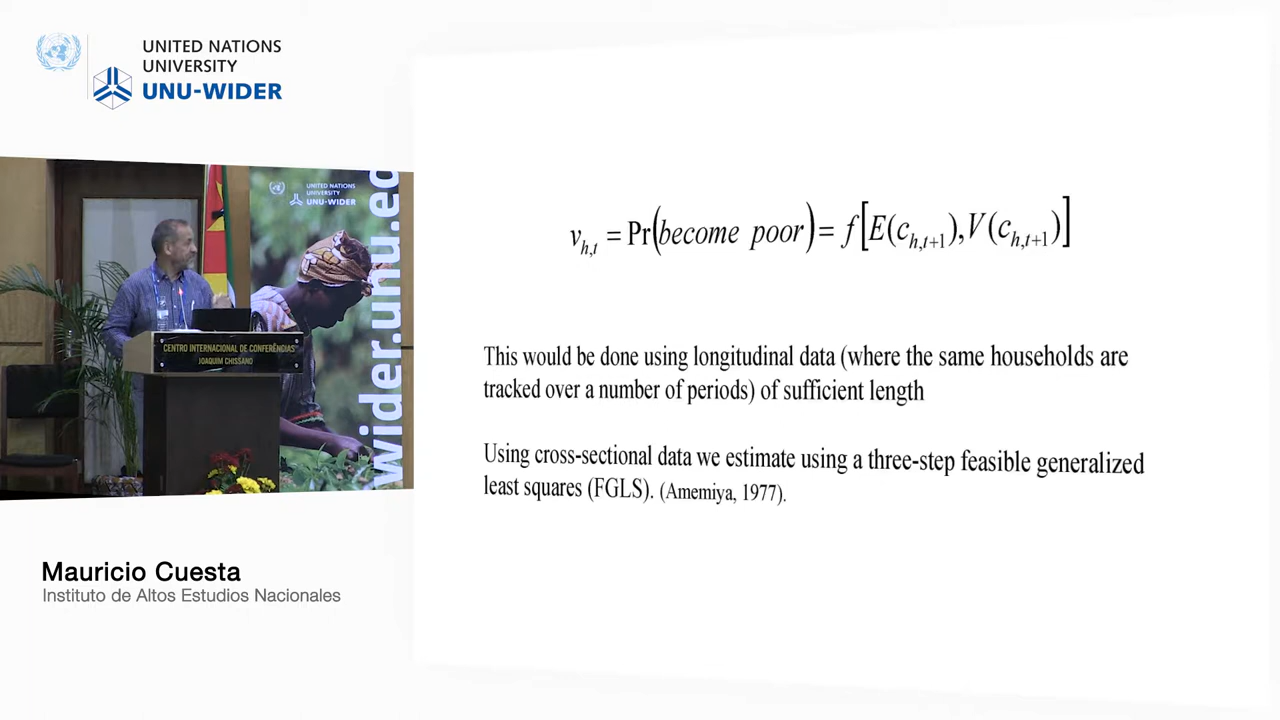 UNITED NATIONS
UNIVERSITY
UNU-WIDER
UNITED NATIONS
UNIVERSITY
UNU-WIDER
wider.unu.ed
CENTRO INTERNACIONAL DE CONFERÊNCIAS
JOAQUIM CHISSANO
Mauricio Cuesta
Instituto de Altos Estudios Nacionales
v_{h,t} = Pr(become poor) = f[E(c_{h,t+1}),V(c_{h,t+1})]
This would be done using longitudinal data (where the same households are
tracked over a number of periods) of sufficient length
Using cross-sectional data we estimate using a three-step feasible generalized
least squares (FGLS). (Amemiya, 1977).